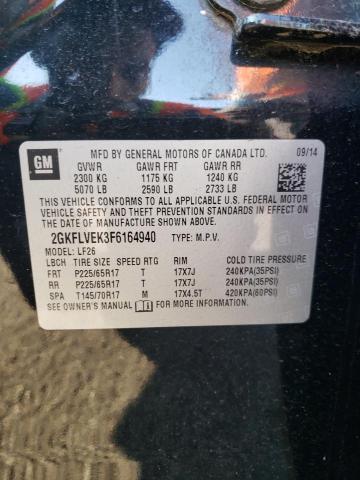 GM
MFD BY GENERAL MOTORS OF CANADA LTD. 09/14
GVWR GAWR FRT GAWR RR
2300 KG 1175 KG 1240 KG
5070 LB 2590 LB 2733 LB
THIS VEHICLE CONFORMS TO ALL APPLICABLE U.S. FEDERAL MOTOR
VEHICLE SAFETY AND THEFT PREVENTION STANDARDS IN EFFECT ON THE
DATE OF MANUFACTURE SHOWN ABOVE.
2GKFLVEK3F6164940 TYPE: M.P.V.
MODEL: LF26
LBCH TIRE SIZE SPEED RTG RIM COLD TIRE PRESSURE
FRT P225/65R17 T 17X7J 240KPA(35PSI)
RR P225/65R17 T 17X7J 240KPA(35PSI)
SPA T145/70R17 M 17X4.5T 420KPA(60PSI)
SEE OWNER'S MANUAL FOR MORE INFORMATION.